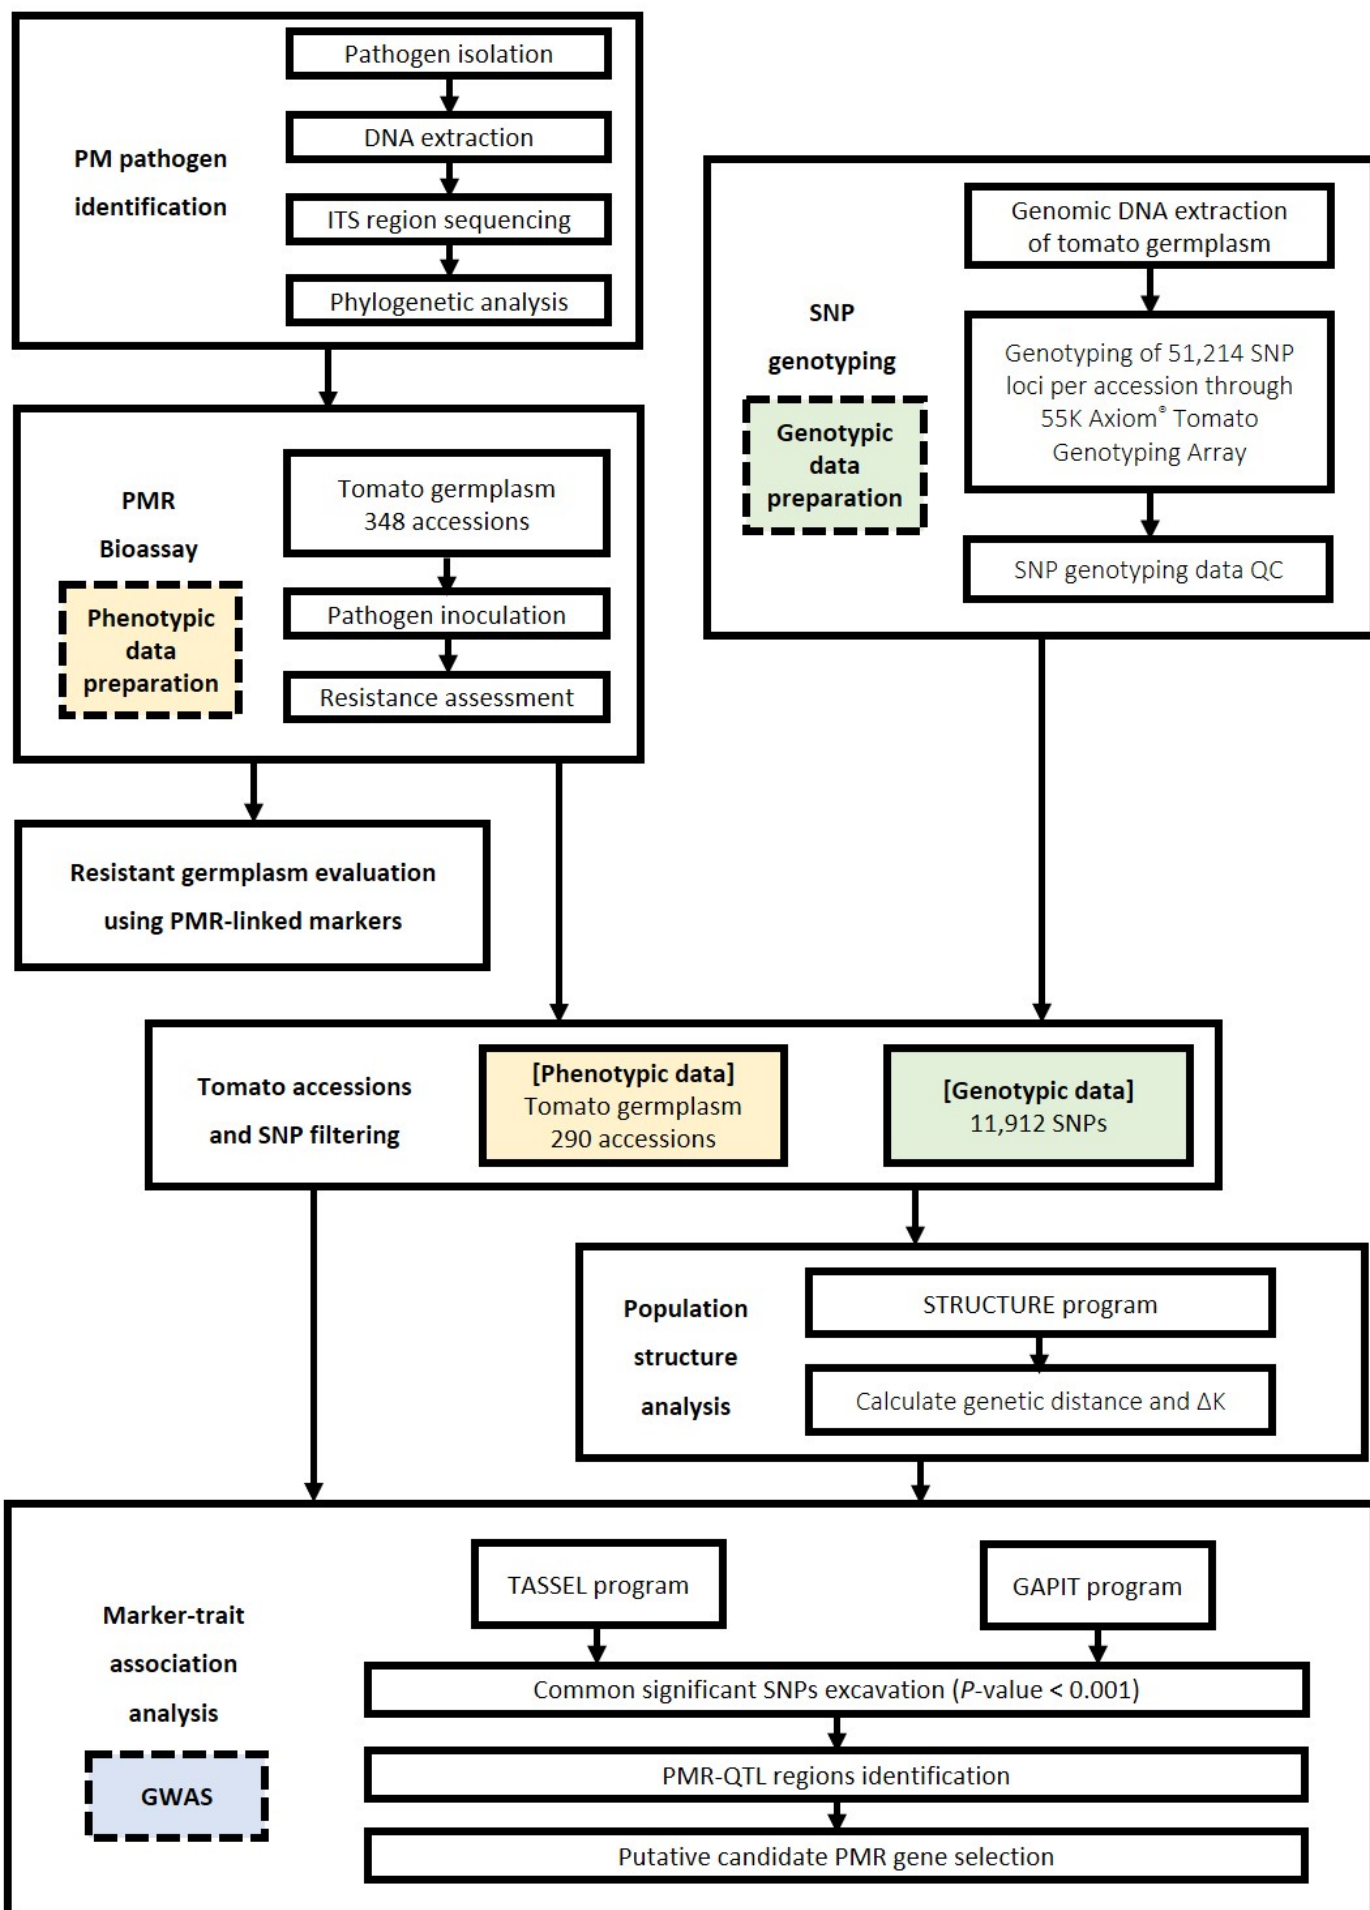 PM pathogen
identification
Pathogen isolation
DNA extraction
ITS region sequencing
Phylogenetic analysis
SNP
genotyping
Genotypic
data
preparation
Genomic DNA extraction
of tomato germplasm
Genotyping of 51,214 SNP
loci per accession through
55K Axiom® Tomato
Genotyping Array
SNP genotyping data QC
PMR
Bioassay
Phenotypic
data
preparation
Tomato germplasm
348 accessions
Pathogen inoculation
Resistance assessment
Resistant germplasm evaluation
using PMR-linked markers
Tomato accessions
and SNP filtering
[Phenotypic data]
Tomato germplasm
290 accessions
[Genotypic data]
11,912 SNPs
Population
structure
analysis
STRUCTURE program
Calculate genetic distance and ΔK
Marker-trait
association
analysis
GWAS
TASSEL program
GAPIT program
Common significant SNPs excavation (P-value < 0.001)
PMR-QTL regions identification
Putative candidate PMR gene selection